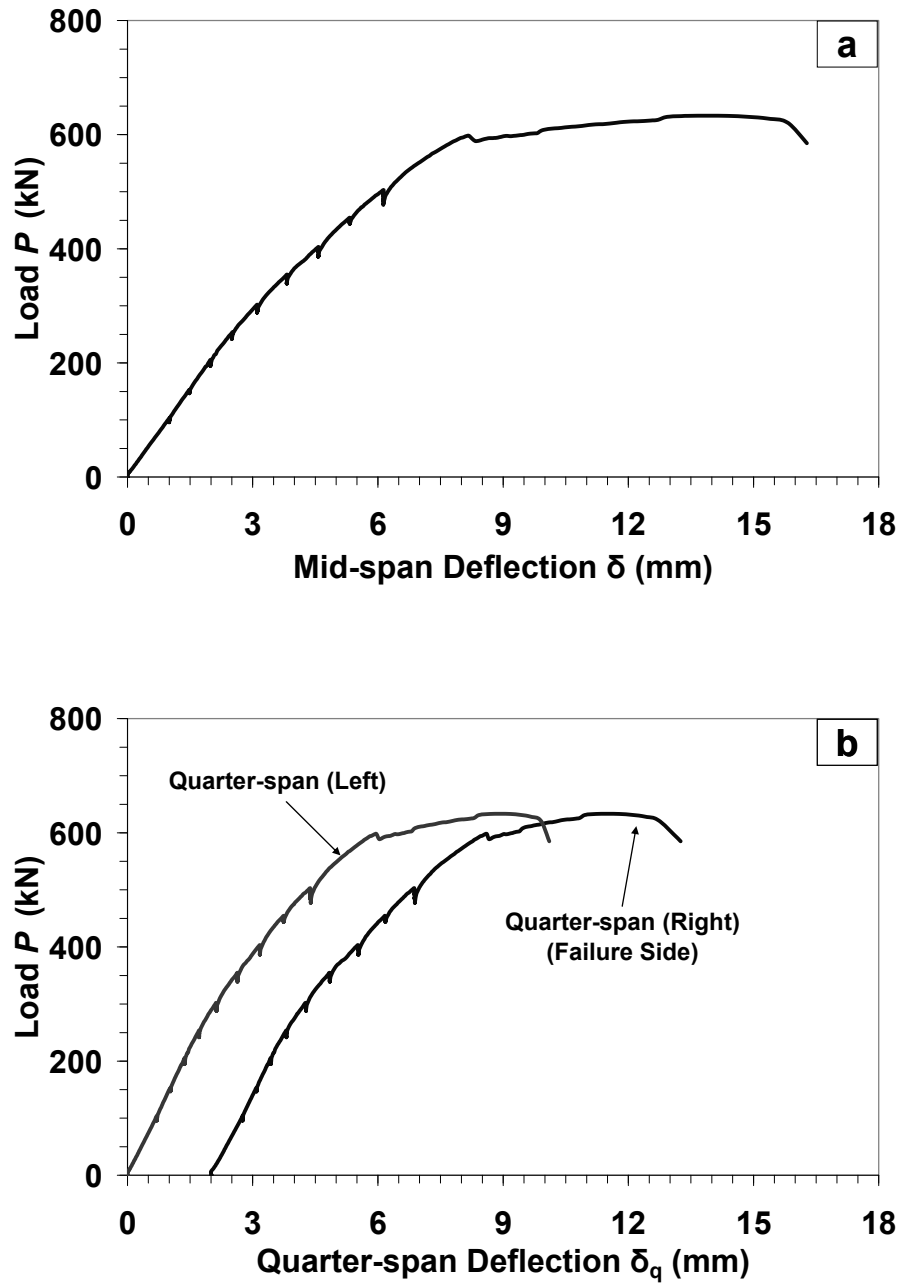 a
800
600
400
200
0
Load P (kN)
0 3 6 9 12 15 18
Mid-span Deflection δ (mm)
b
800
600
400
200
0
Load P (kN)
Quarter-span (Left)
Quarter-span (Right)
(Failure Side)
0 3 6 9 12 15 18
Quarter-span Deflection δq (mm)